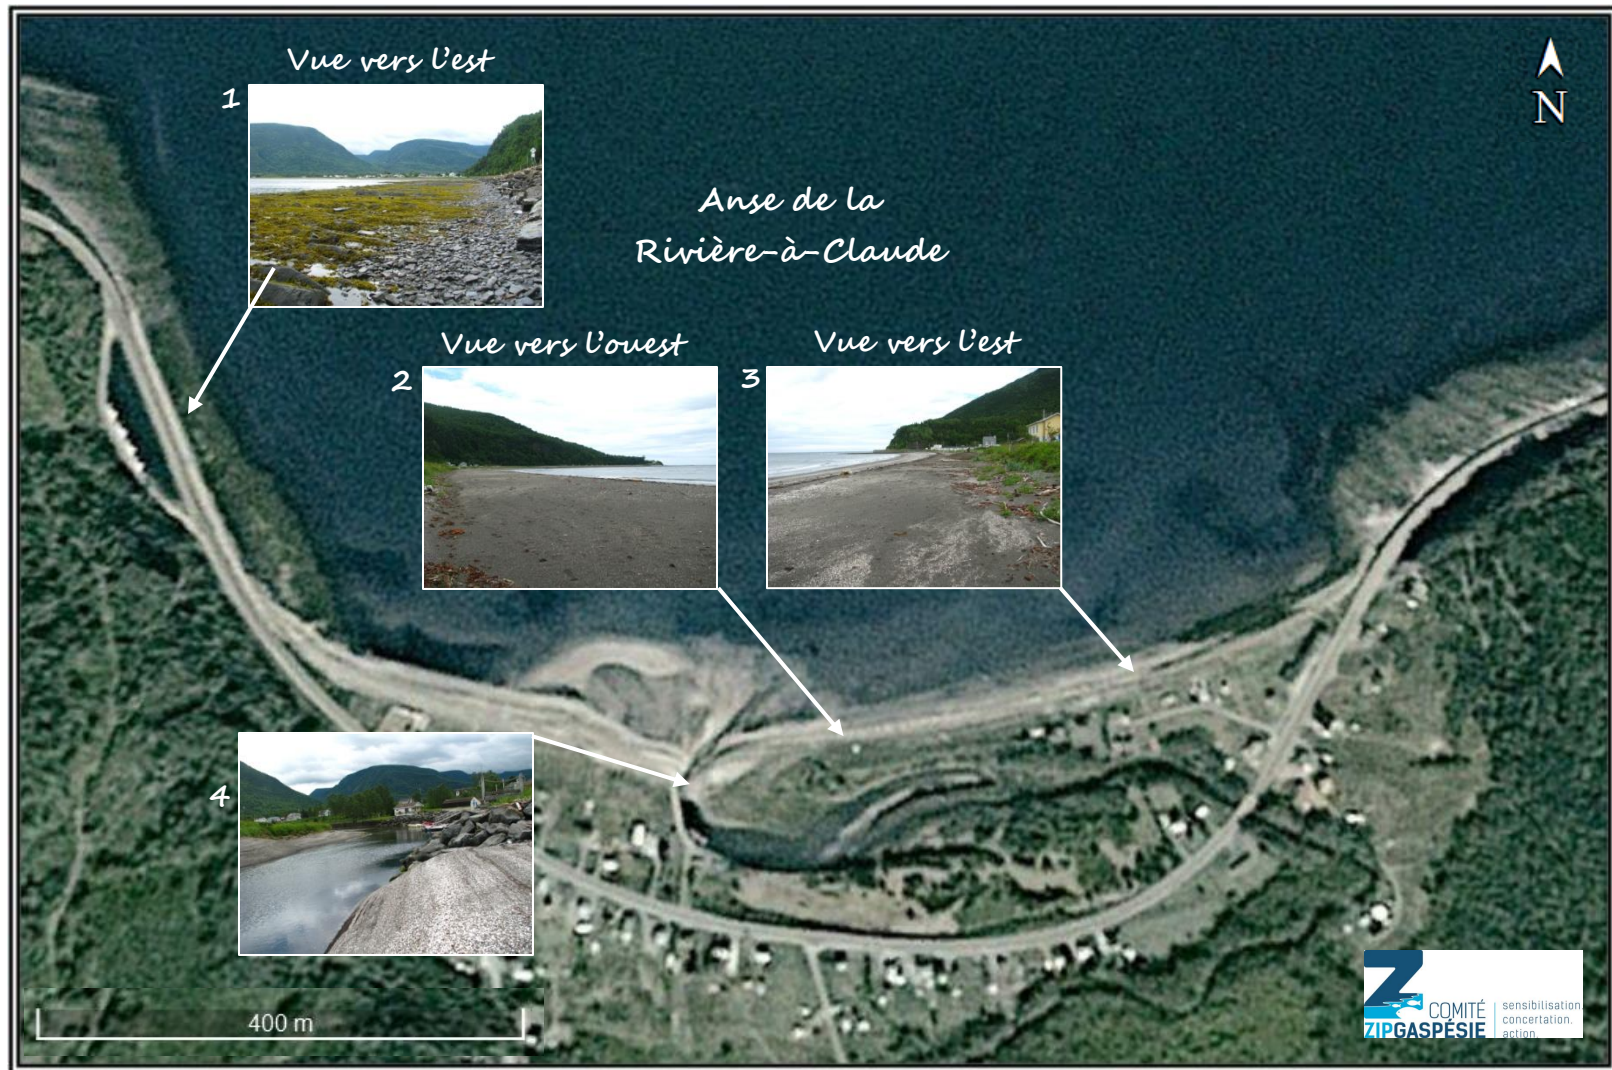 Vue vers l'est
1
N
Anse de la
Rivière-à-Claude
Vue vers l'ouest
2
Vue vers l'est
3
4
400 m
Z
COMITÉ
ZIPGASPÉSIE
sensibilisation.
concertation.
action.